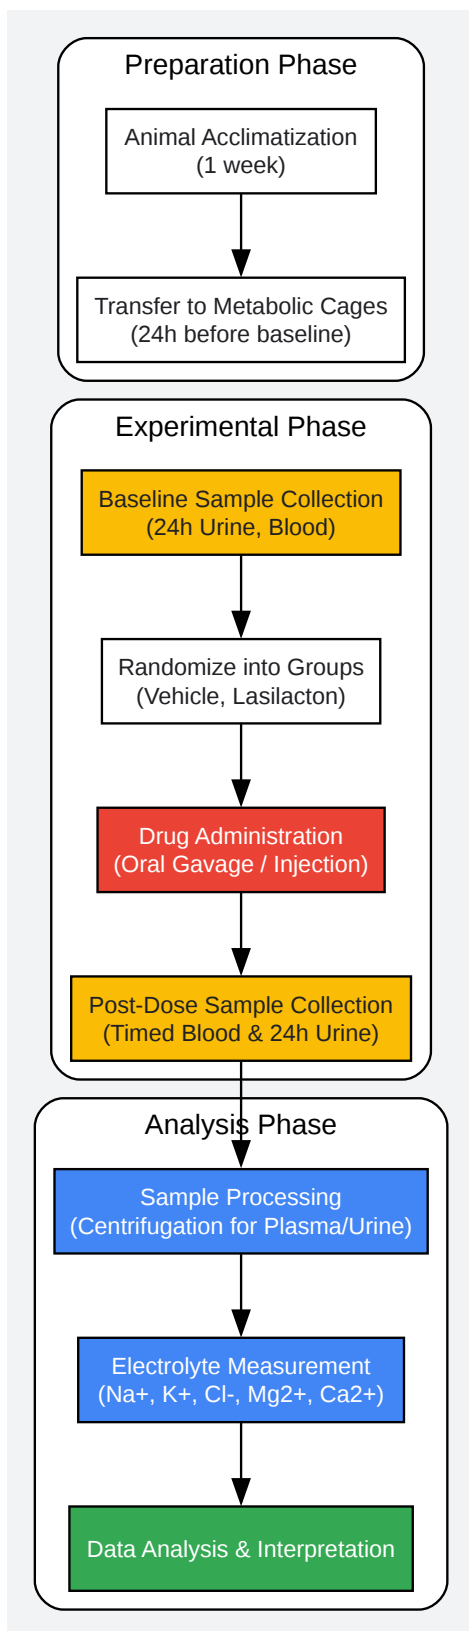 Preparation Phase
Animal Acclimatization
(1 week)
Transfer to Metabolic Cages
(24h before baseline)
Experimental Phase
Baseline Sample Collection
(24h Urine, Blood)
Randomize into Groups
(Vehicle, Lasilacton)
Drug Administration
(Oral Gavage / Injection)
Post-Dose Sample Collection
(Timed Blood & 24h Urine)
Analysis Phase
Sample Processing
(Centrifugation for Plasma/Urine)
Electrolyte Measurement
(Na+, K+, Cl-, Mg2+, Ca2+)
Data Analysis & Interpretation